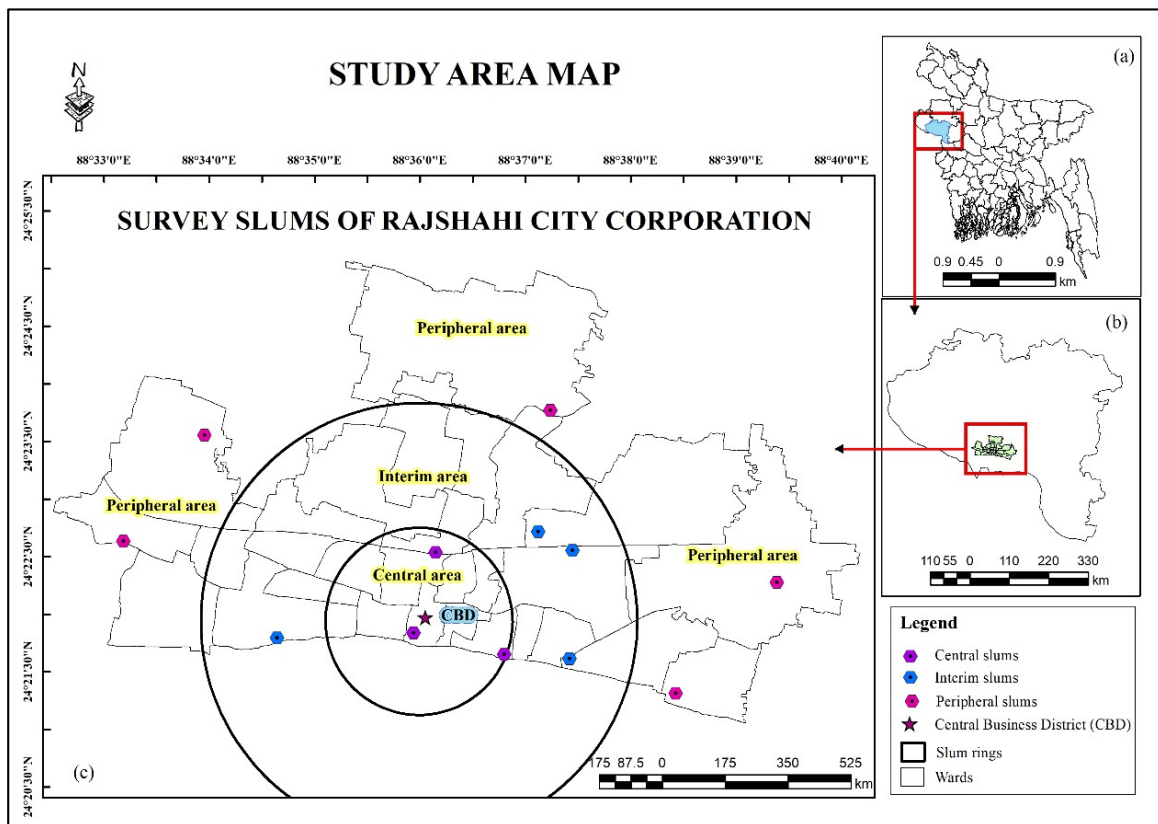 STUDY AREA MAP
N
88°33'0"E 88°34'0"E 88°35'0"E 88°36'0"E 88°37'0"E 88°38'0"E 88°39'0"E 88°40'0"E
SURVEY SLUMS OF RAJSHAHI CITY CORPORATION
24°25'30"N
24°24'30"N
24°23'30"N
24°22'30"N
24°21'30"N
24°20'30"N
Peripheral area
Interim area
Peripheral area
Peripheral area
Central area
CBD
(c)
175 87.5 0 175 350 525
km
(a)
0.9 0.45 0 0.9
km
(b)
110 55 0 110 220 330
km
Legend
Central slums
Interim slums
Peripheral slums
Central Business District (CBD)
Slum rings
Wards